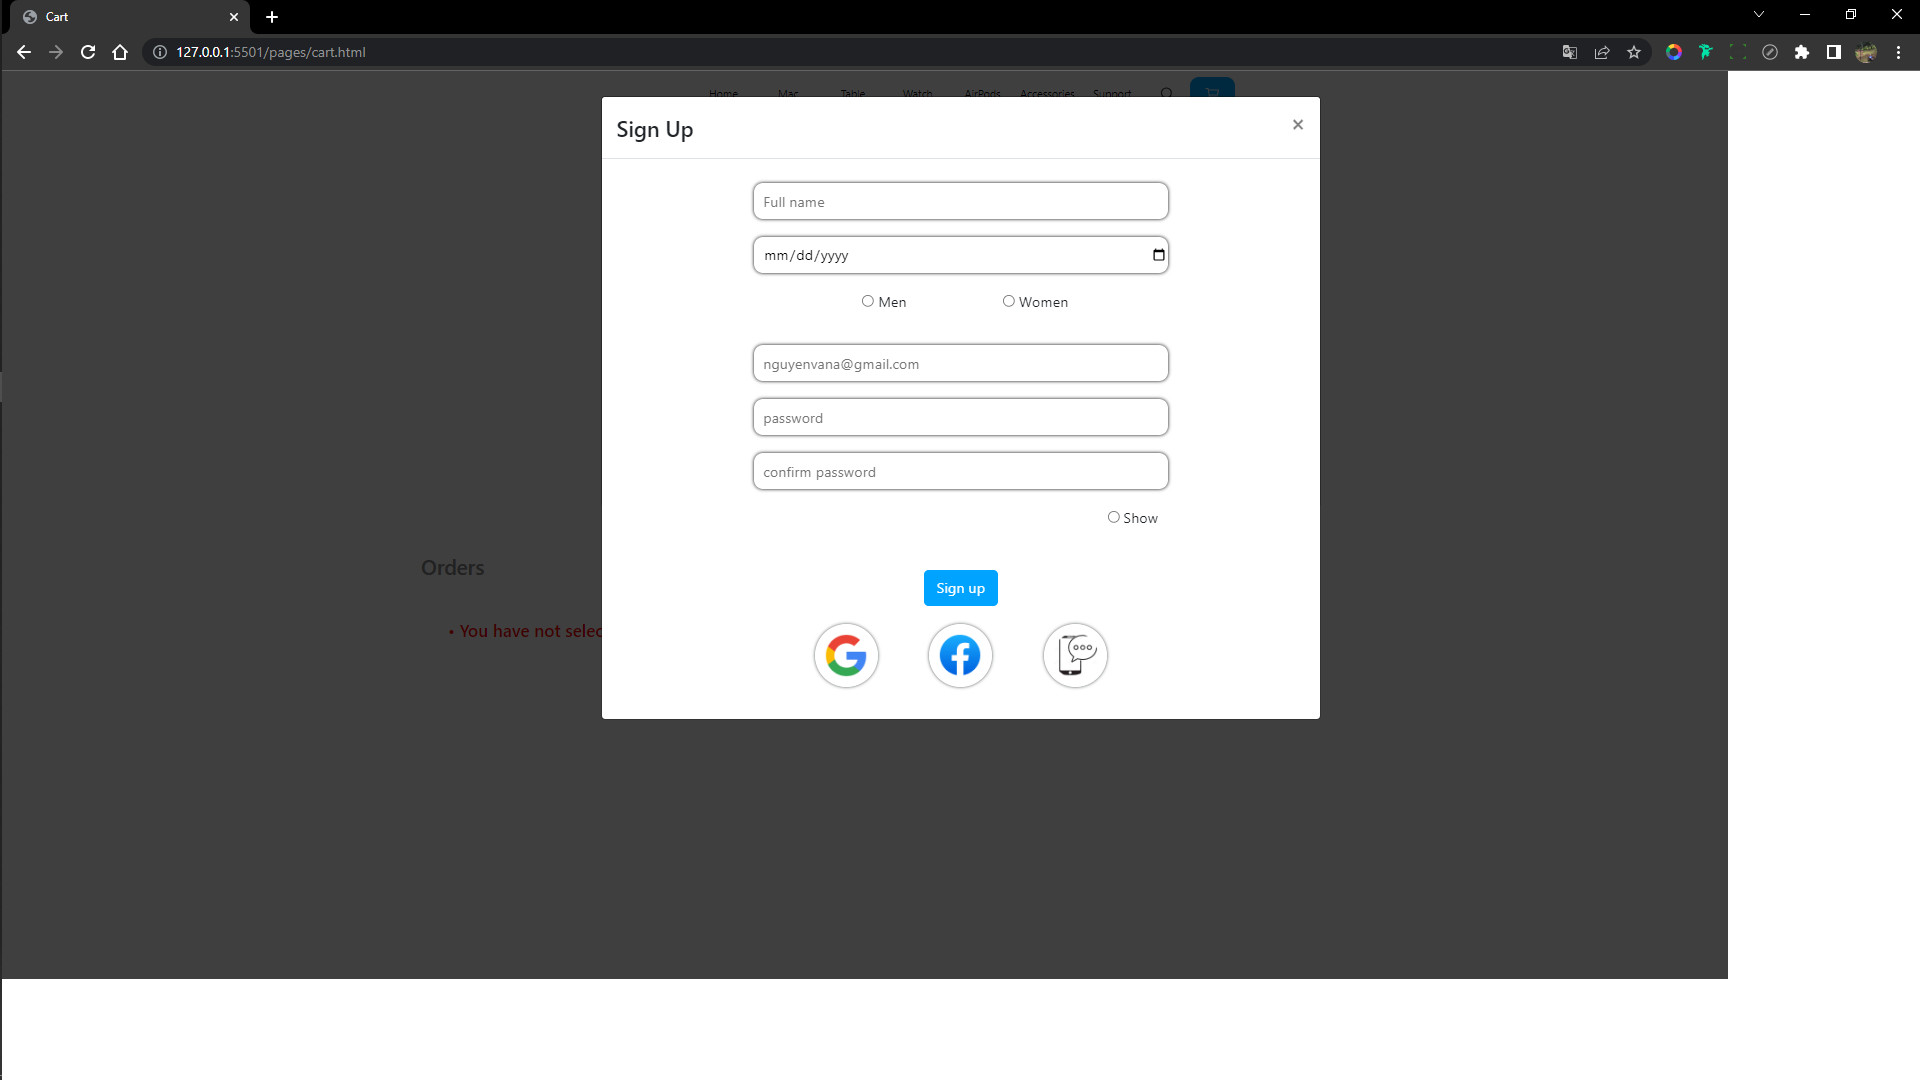 Cart
127.0.0.1:5501/pages/cart.html
Home Mac Table Watch AirPods Accessories Support
Sign Up
×
Full name
mm/dd/yyyy
Men Women
nguyenvana@gmail.com
password
confirm password
Show
Orders
Sign up
• You have not selec